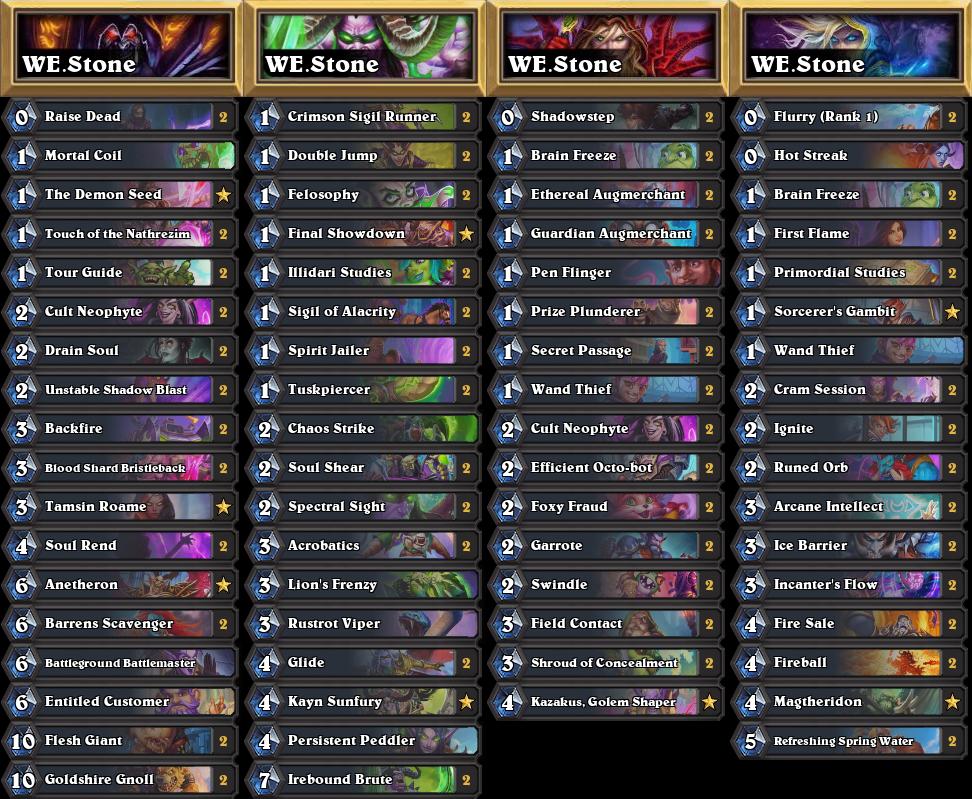 WE.Stone
0 Raise Dead 2
1 Mortal Coil
1 The Demon Seed
1 Touch of the Nathrezim 2
1 Tour Guide 2
2 Cult Neophyte 2
2 Drain Soul 2
2 Unstable Shadow Blast 2
3 Backfire 2
3 Blood Shard Bristleback 2
3 Tamsin Roame
4 Soul Rend 2
6 Anetheron
6 Barrens Scavenger 2
6 Battleground Battlemaster
6 Entitled Customer
10 Flesh Giant 2
10 Goldshire Gnoll 2
WE.Stone
1 Crimson Sigil Runner 2
1 Double Jump 2
1 Felosophy 2
1 Final Showdown
1 Illidari Studies 2
1 Sigil of Alacrity 2
1 Spirit Jailer 2
1 Tuskpiercer 2
2 Chaos Strike
2 Soul Shear 2
2 Spectral Sight 2
3 Acrobatics 2
3 Lion's Frenzy
3 Rustrot Viper
4 Glide 2
4 Kayn Sunfury
4 Persistent Peddler
7 Irebound Brute 2
WE.Stone
0 Shadowstep 2
1 Brain Freeze 2
1 Ethereal Augmerchant 2
1 Guardian Augmerchant 2
1 Pen Flinger
1 Prize Plunderer 2
1 Secret Passage 2
1 Wand Thief 2
2 Cult Neophyte 2
2 Efficient Octo-bot 2
2 Foxy Fraud 2
2 Garrote 2
2 Swindle 2
3 Field Contact 2
3 Shroud of Concealment 2
4 Kazakus, Golem Shaper
WE.Stone
0 Flurry (Rank 1) 2
0 Hot Streak
1 Brain Freeze 2
1 First Flame 2
1 Primordial Studies 2
1 Sorcerer's Gambit
1 Wand Thief
2 Cram Session 2
2 Ignite 2
2 Runed Orb 2
3 Arcane Intellect 2
3 Ice Barrier 2
3 Incanter's Flow 2
4 Fire Sale 2
4 Fireball 2
4 Magtheridon
5 Refreshing Spring Water 2